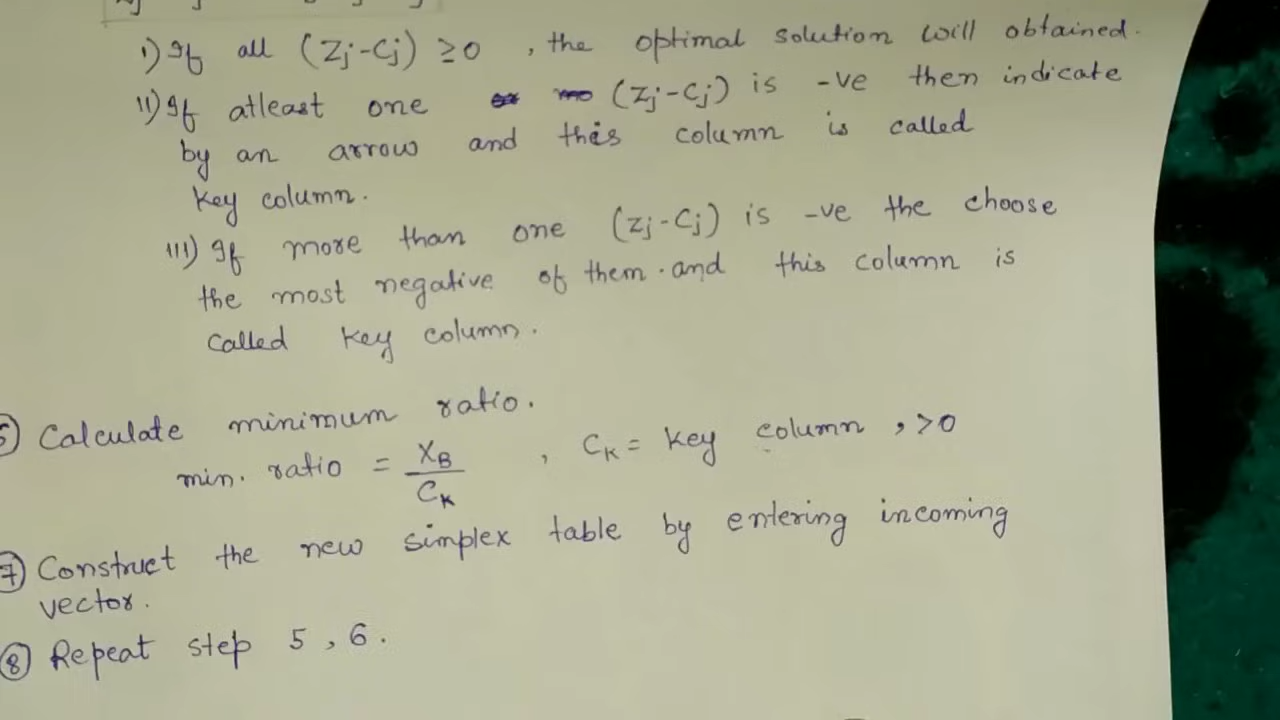 i) If all (Zj-Cj) ≥0 , the optimal solution will obtained.
ii) If atleast one (Zj-Cj) is -ve then indicate
by an arrow and this column is called
key column.
iii) If more than one (Zj-Cj) is -ve the choose
the most negative of them. and this column is
called key column.
6) Calculate minimum ratio.
min. ratio = XB/CK , CK = key column, >0
7) Construct the new simplex table by entering incoming
vector.
8) Repeat step 5, 6.